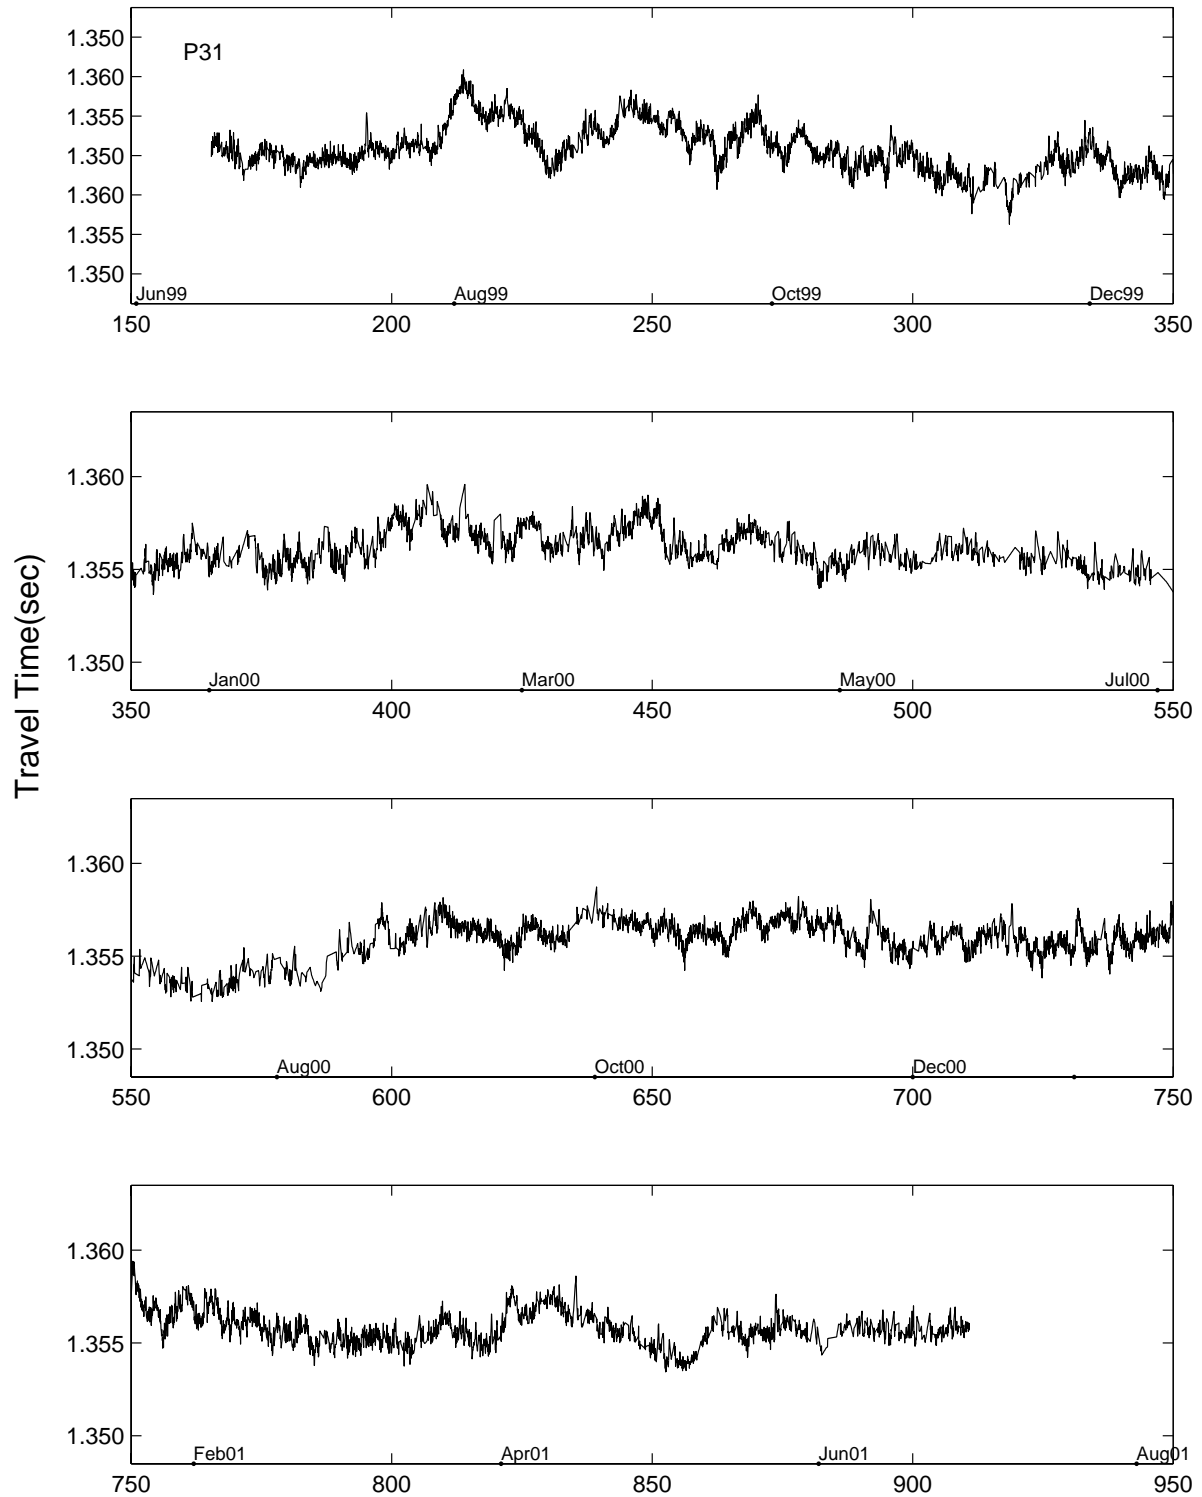 1.350
P31
1.360
1.355
1.350
1.360
1.355
1.350
Jun99 Aug99 Oct99 Dec99
150 200 250 300 350
1.360
1.355
1.350
Jan00 Mar00 May00 Jul00
350 400 450 500 550
Travel Time(sec)
1.360
1.355
1.350
Aug00 Oct00 Dec00
550 600 650 700 750
1.360
1.355
1.350
Feb01 Apr01 Jun01 Aug01
750 800 850 900 950